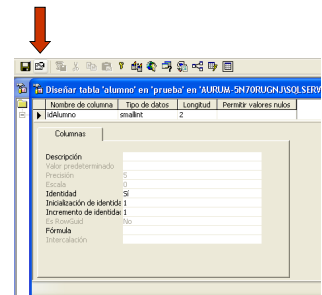 Diseñar tabla 'alumno' en 'prueba' en 'AURUM-5N70RUGNJ\SQLSERV
Nombre de columna Tipo de datos Longitud Permitir valores nulos
idAlumno smallint 2
Columnas
Descripción
Valor predeterminado
Precisión 5
Escala 0
Identidad Sí
Inicialización de identida 1
Incremento de identidad 1
Es RowGuid No
Fórmula
Intercalación